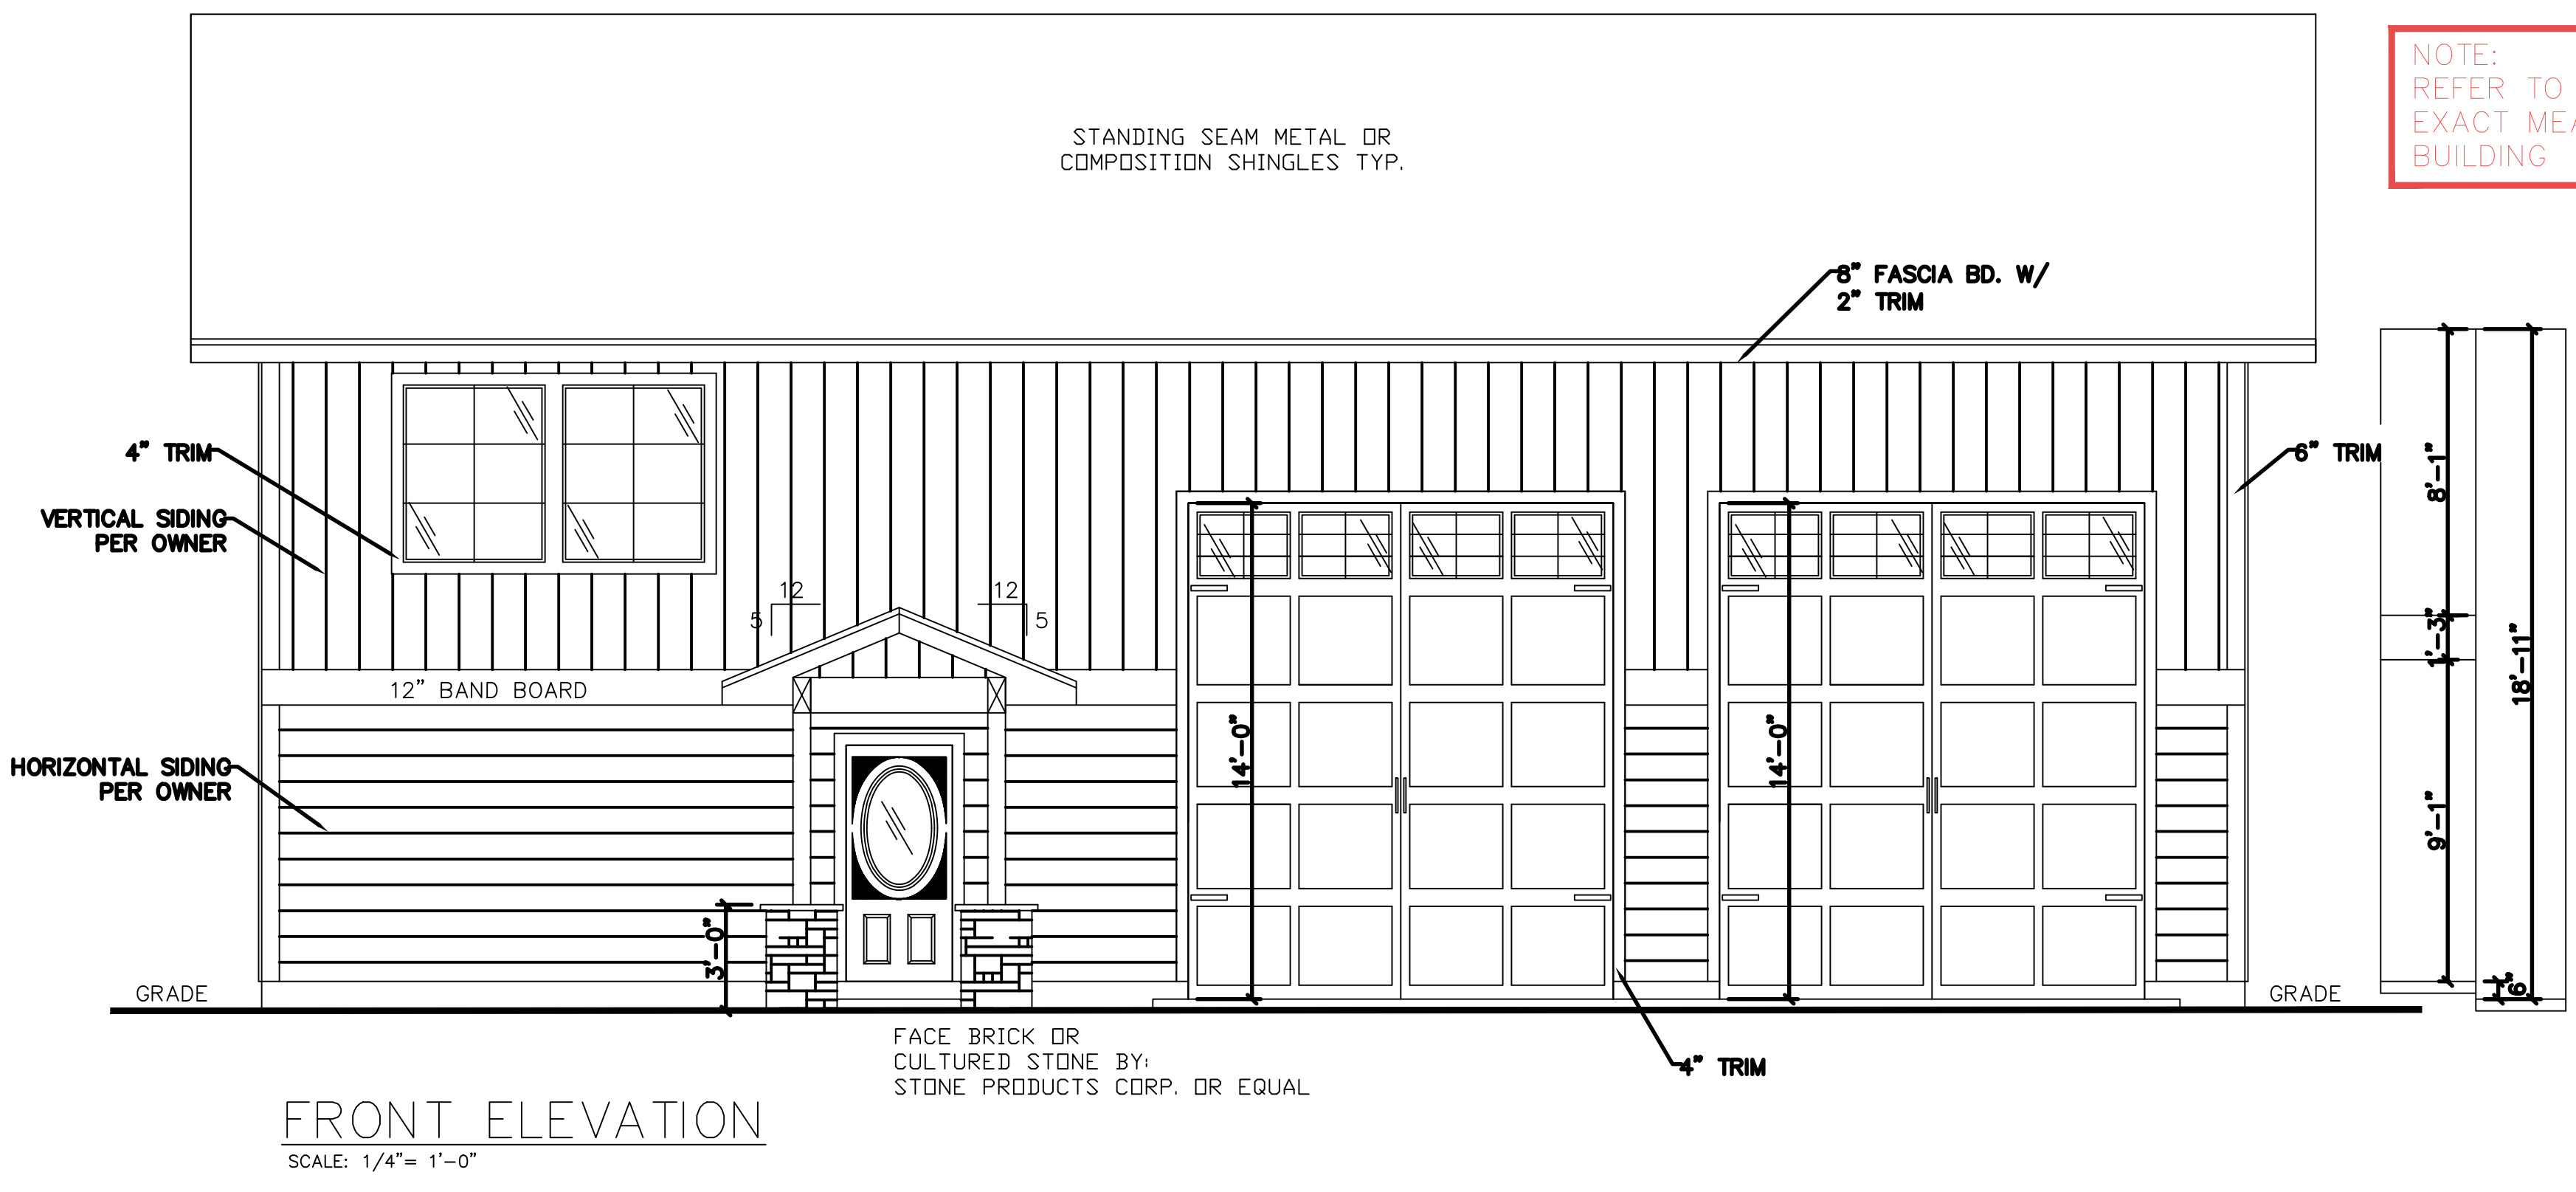 STANDING SEAM METAL OR
COMPOSITION SHINGLES TYP.
NOTE:
REFER TO
EXACT MEA
BUILDING
8" FASCIA BD. W/
2" TRIM
4" TRIM
VERTICAL SIDING
PER OWNER
6" TRIM
8'-1"
12
5
12
5
1'-3"
18'-11"
12" BAND BOARD
14'-0"
14'-0"
HORIZONTAL SIDING
PER OWNER
9'-1"
3'-0"
6"
GRADE
GRADE
FACE BRICK OR
CULTURED STONE BY:
STONE PRODUCTS CORP. OR EQUAL
4" TRIM
FRONT ELEVATION
SCALE: 1/4"= 1'-0"